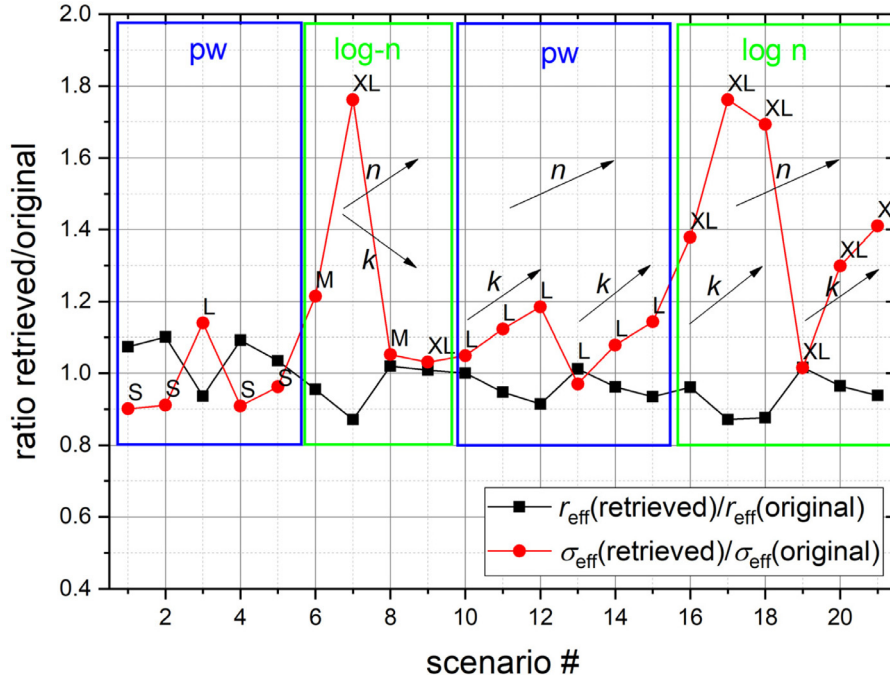 2.0
1.8
1.6
1.4
1.2
1.0
0.8
0.6
0.4
ratio retrieved/original
pw
log-n
pw
log n
S
S
L
S
S
M
XL
M
XL
L
L
L
L
L
L
XL
XL
XL
XL
XL
X
n
k
n
k
k
n
k
k
r_eff(retrieved)/r_eff(original)
σ_eff(retrieved)/σ_eff(original)
2 4 6 8 10 12 14 16 18 20
scenario #